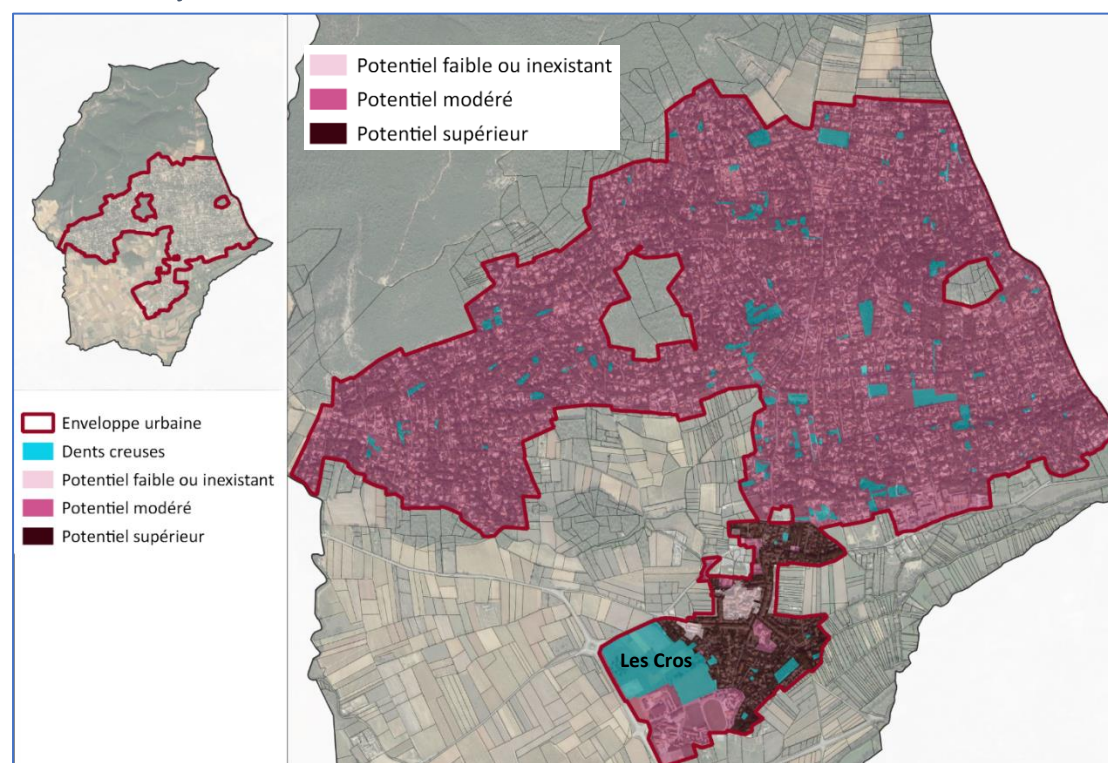 Potentiel faible ou inexistant
Potentiel modéré
Potentiel supérieur
Enveloppe urbaine
Dents creuses
Potentiel faible ou inexistant
Potentiel modéré
Potentiel supérieur
Les Cros